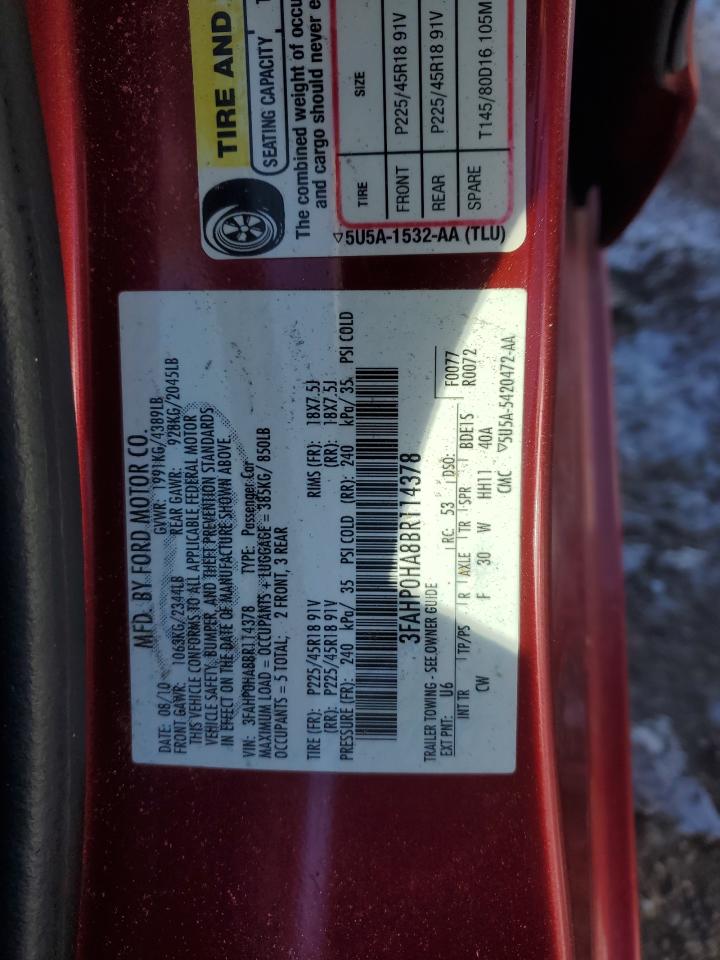 TIRE AND
SEATING CAPACITY
The combined weight of occu
and cargo should never e
TIRE SIZE
FRONT P225/45R18 91V
REAR P225/45R18 91V
SPARE T145/80D16 105M
▽5U5A-1532-AA (TLU)
MFD. BY FORD MOTOR CO.
DATE: 08/10 GVWR: 1991KG/4389LB
FRONT GAWR: 1063KG/2344LB REAR GAWR: 928KG/2045LB
THIS VEHICLE CONFORMS TO ALL APPLICABLE FEDERAL MOTOR
VEHICLE SAFETY, BUMPER, AND THEFT PREVENTION STANDARDS
IN EFFECT ON THE DATE OF MANUFACTURE SHOWN ABOVE.
VIN: 3FAHP0HA8BR114378 TYPE: Passenger Car
MAXIMUM LOAD = OCCUPANTS + LUGGAGE = 385KG/ 850LB
OCCUPANTS = 5 TOTAL; 2 FRONT, 3 REAR
TIRE (FR): P225/45R18 91V RIMS (FR): 18X7.5J
(RR): P225/45R18 91V (RR): 18X7.5J
PRESSURE (FR): 240 kPa/ 35 PSI COLD (RR): 240 kPa/ 35 PSI COLD
3FAHP0HA8BR114378
TRAILER TOWING - SEE OWNER GUIDE
F0077
EXT PNT: U6 RC: 53 DSO: R0072
INT TR TP/PS R AXLE TR SPR BDE15
CW F 30 W HH11 40A
CMC ▽5U5A-5420472-AA